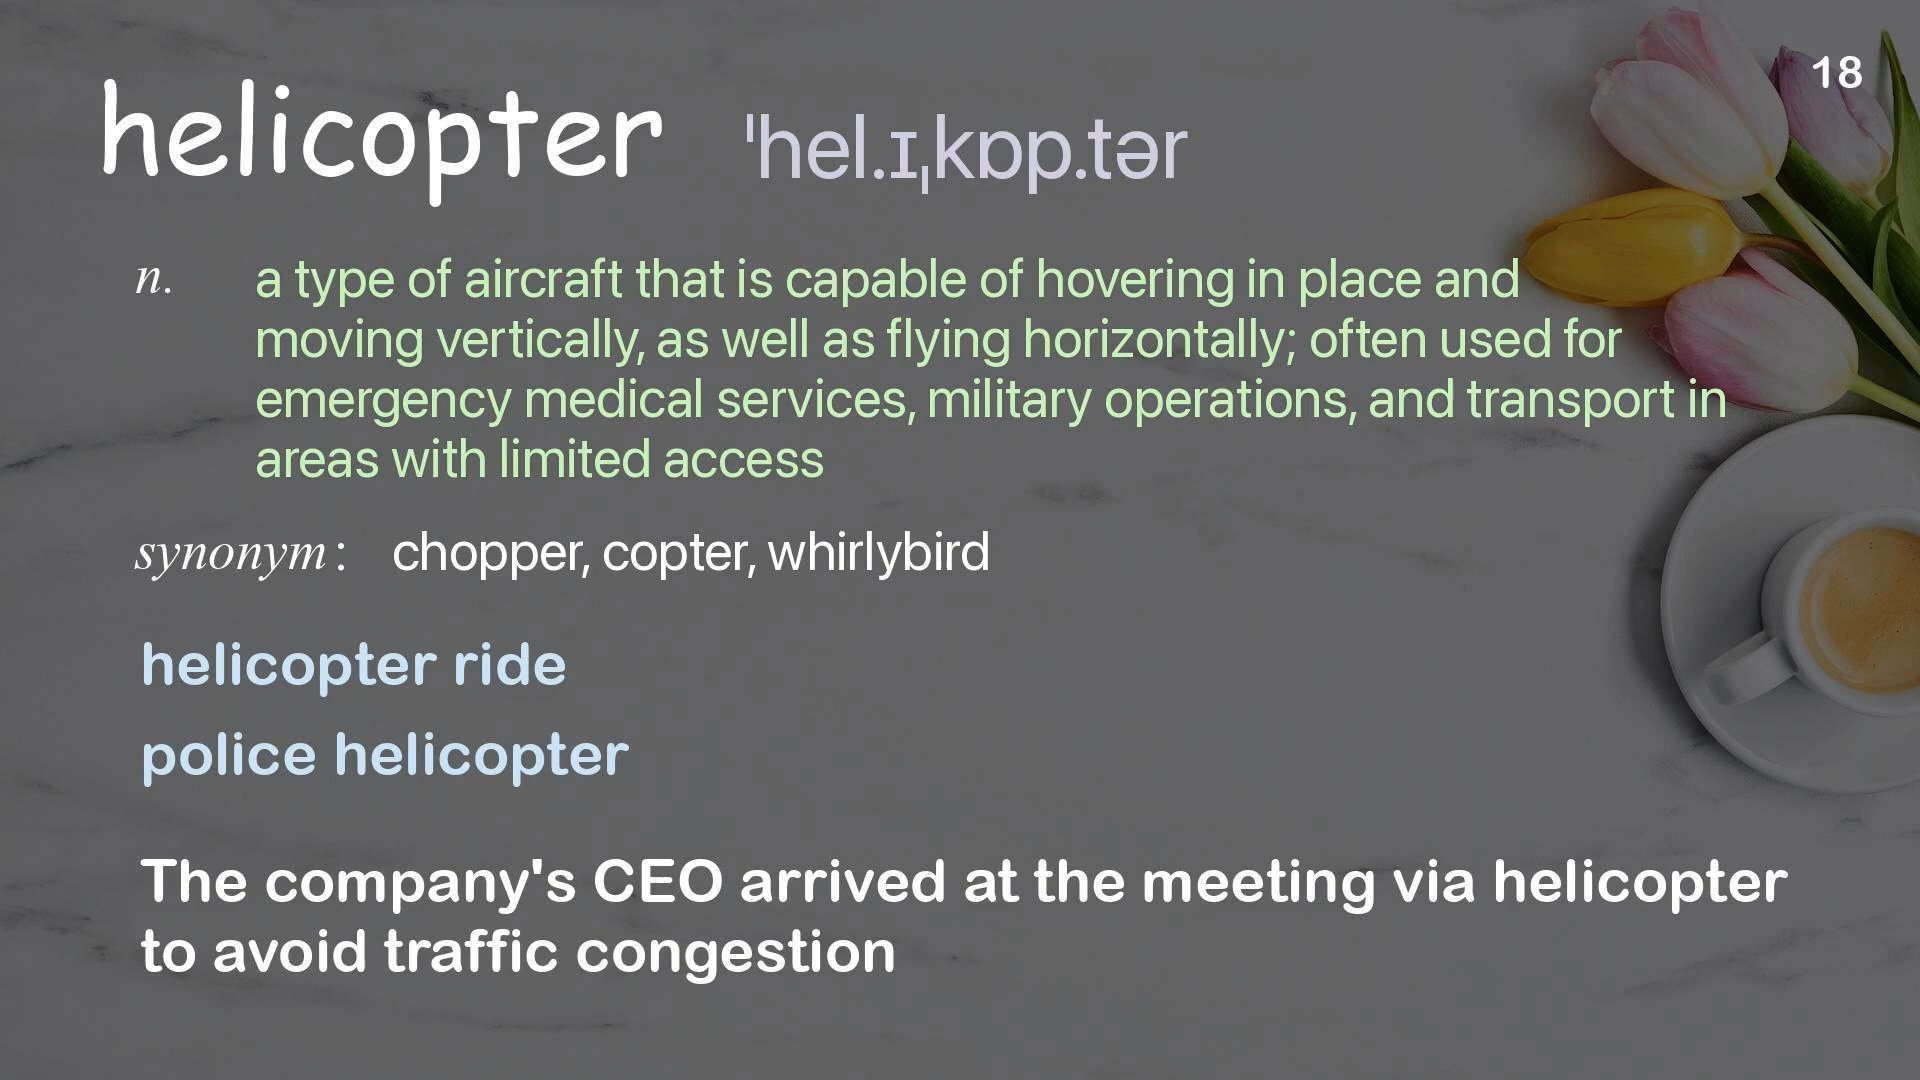 18
helicopter ˈhel.ɪˌkɒp.tər
n. a type of aircraft that is capable of hovering in place and
moving vertically, as well as flying horizontally; often used for
emergency medical services, military operations, and transport in
areas with limited access
synonym : chopper, copter, whirlybird
helicopter ride
police helicopter
The company's CEO arrived at the meeting via helicopter
to avoid traffic congestion